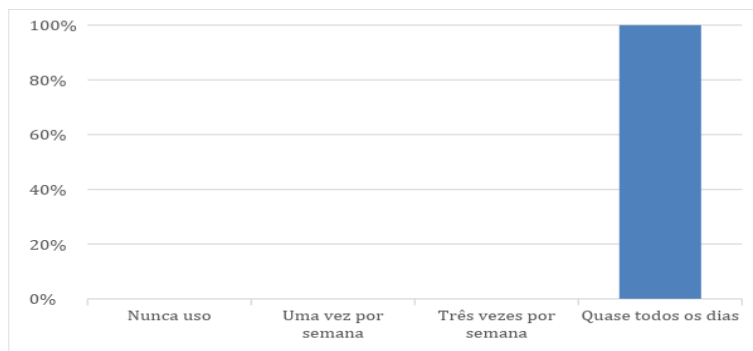 100%
80%
60%
40%
20%
0%
Nunca uso
Uma vez por
semana
Três vezes por
semana
Quase todos os dias